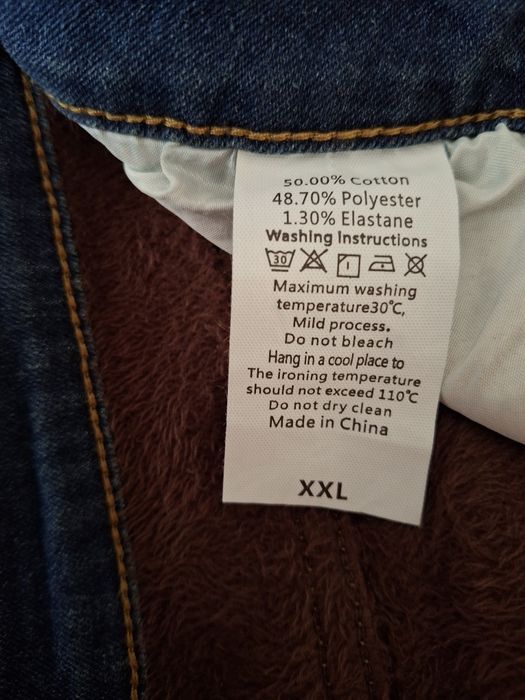 50.00% Cotton
48.70% Polyester
1.30% Elastane
Washing Instructions
30
Maximum washing
temperature30℃,
Mild process.
Do not bleach
Hang in a cool place to
The ironing temperature
should not exceed 110℃
Do not dry clean
Made in China
XXL